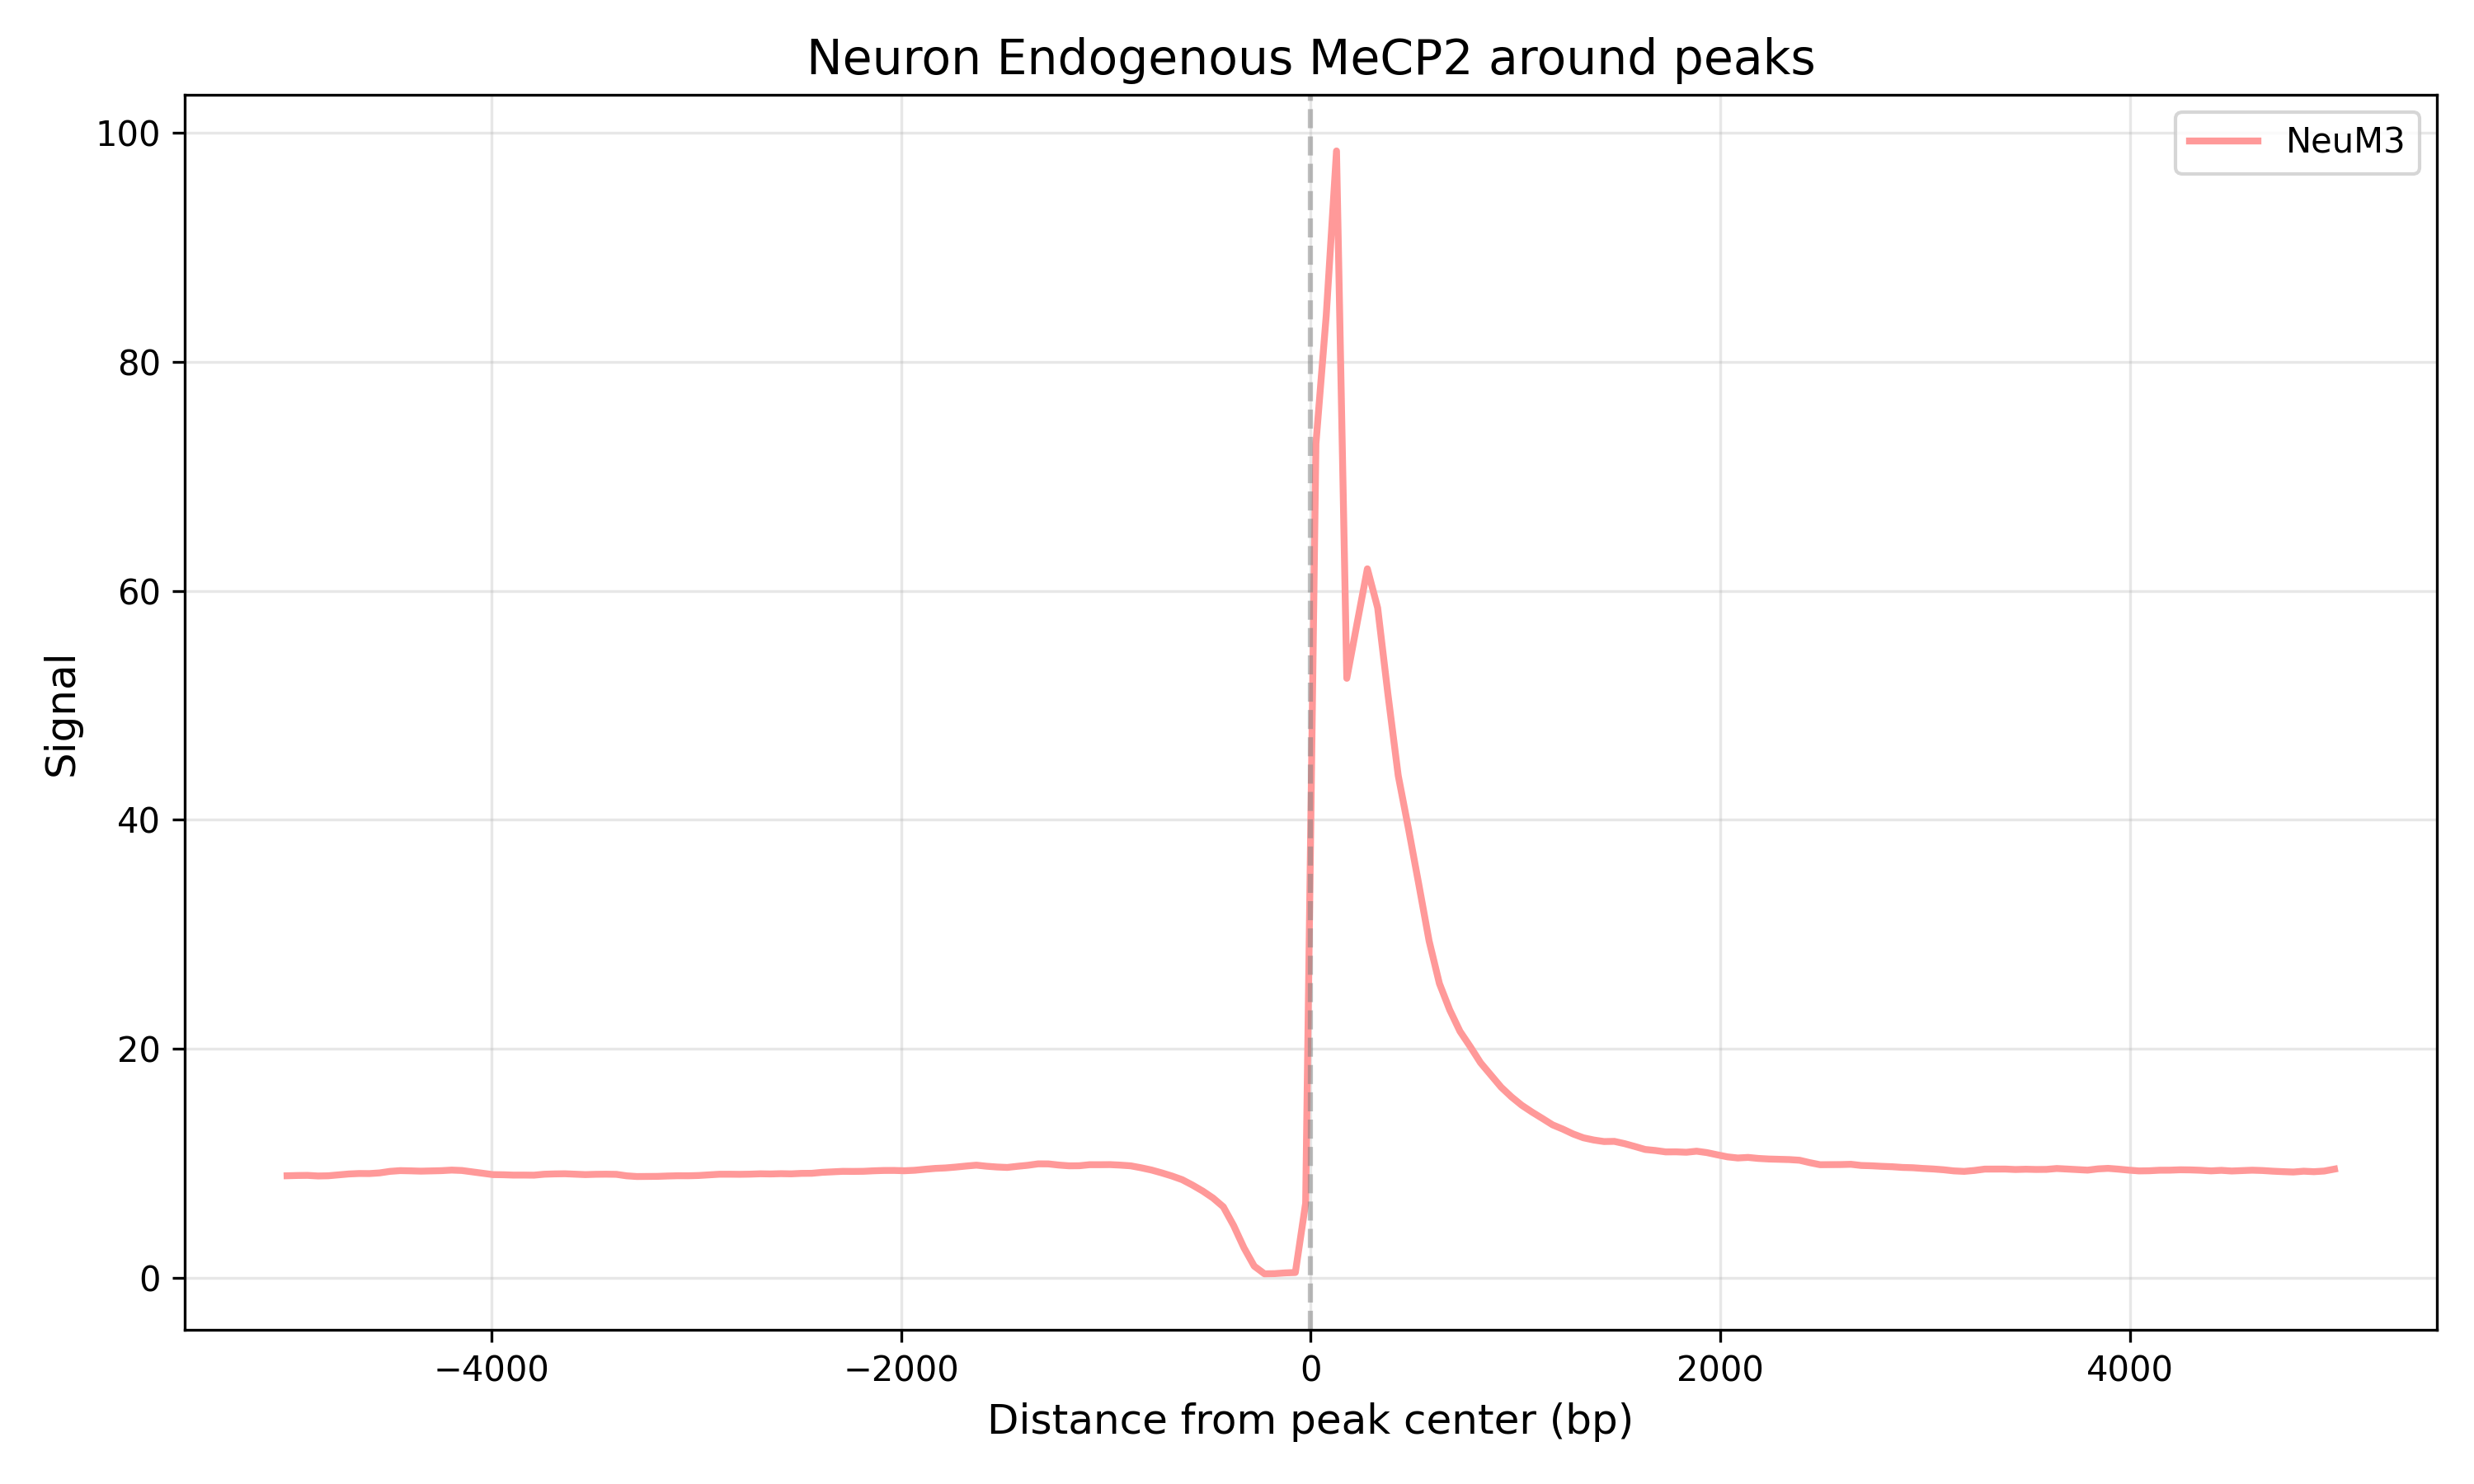 Neuron Endogenous MeCP2 around peaks
NeuM3
100
80
60
40
20
0
Signal
−4000
−2000
0
2000
4000
Distance from peak center (bp)